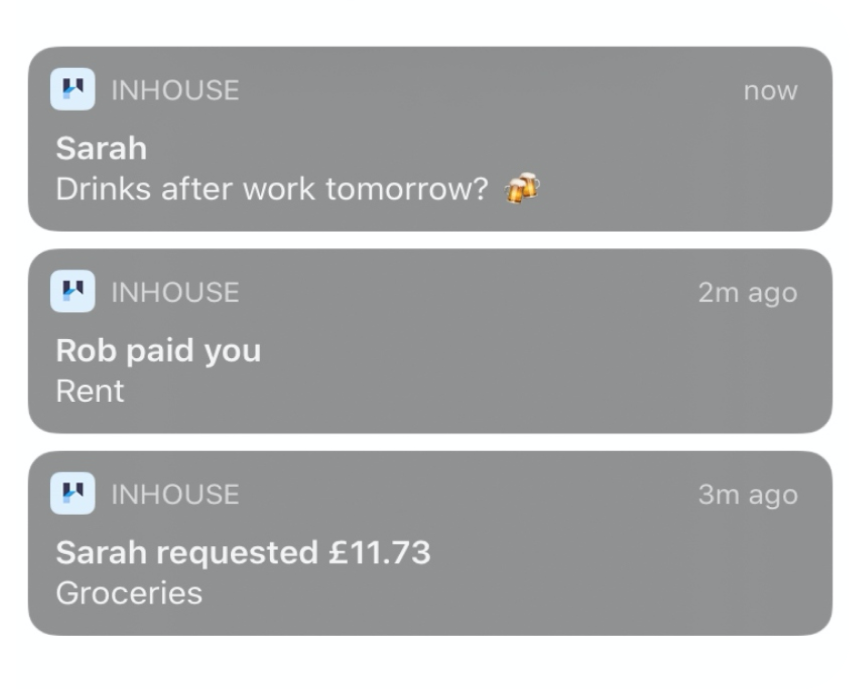 INHOUSE now
Sarah
Drinks after work tomorrow? 🍻
INHOUSE 2m ago
Rob paid you
Rent
INHOUSE 3m ago
Sarah requested £11.73
Groceries